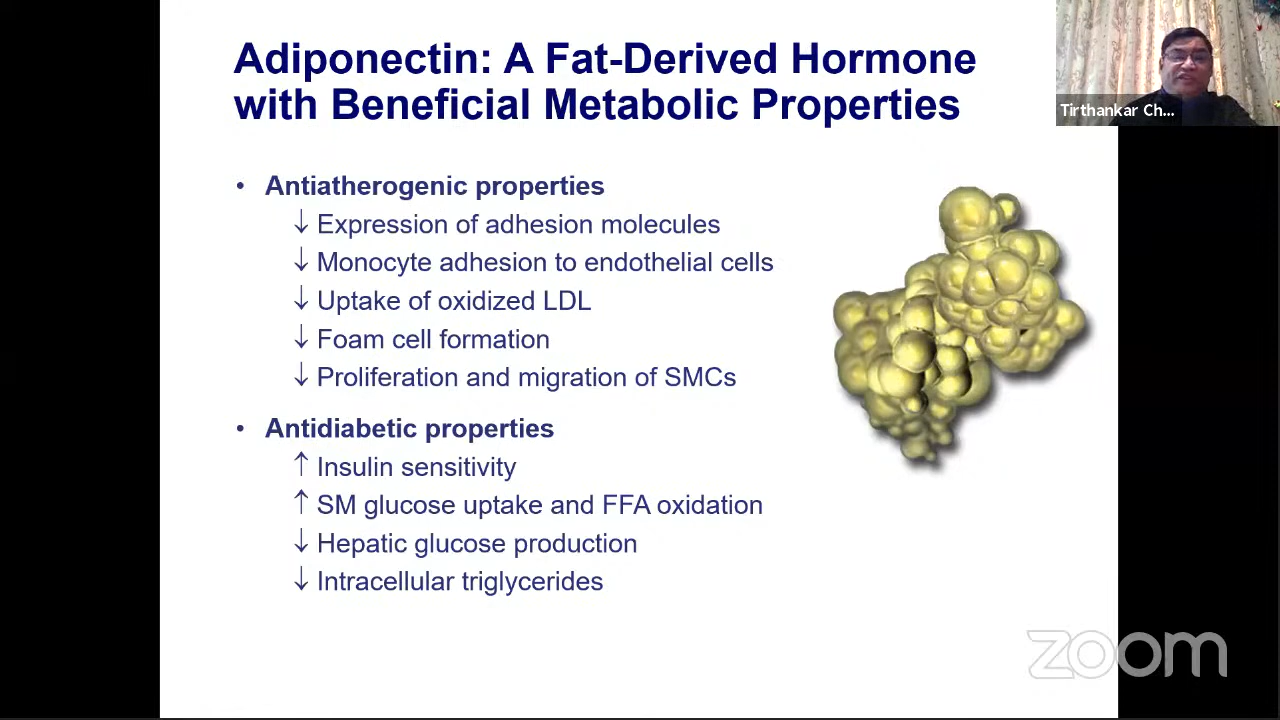 Adiponectin: A Fat-Derived Hormone
with Beneficial Metabolic Properties
Tirthankar Ch...
• Antiatherogenic properties
↓ Expression of adhesion molecules
↓ Monocyte adhesion to endothelial cells
↓ Uptake of oxidized LDL
↓ Foam cell formation
↓ Proliferation and migration of SMCs
• Antidiabetic properties
↑ Insulin sensitivity
↑ SM glucose uptake and FFA oxidation
↓ Hepatic glucose production
↓ Intracellular triglycerides
zoom